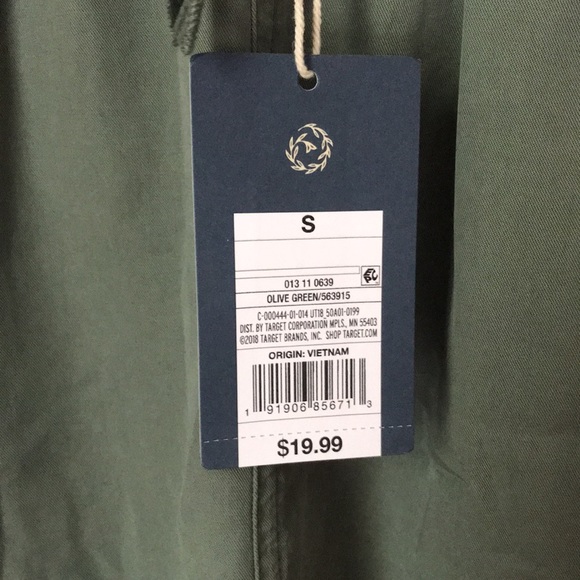 S
013 11 0639
OLIVE GREEN/563915
C-000444-01-014 UT18_50A01-0199
DIST. BY TARGET CORPORATION MPLS., MN 55403
©2018 TARGET BRANDS, INC. SHOP TARGET.COM
ORIGIN: VIETNAM
1 91906 85671 3
$19.99